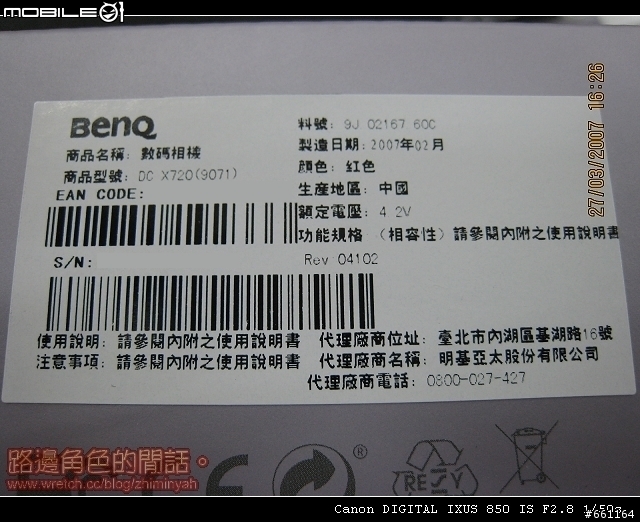 MOBILE01
BenQ
商品名稱: 數碼相機
商品型號: DC X720(9071)
EAN CODE:
S/N:
料號: 9J 02167 60C
製造日期: 2007年02月
顏色: 紅色
生產地區: 中國
額定電壓: 4.2V
功能規格 (相容性) 請參閱內附之使用說明書
Rev 04102
使用說明: 請參閱內附之使用說明書
注意事項: 請參閱內附之使用說明書
代理廠商位址: 臺北市內湖區基湖路16號
代理廠商名稱: 明基亞太股份有限公司
代理廠商電話: 0800-027-427
27/03/2007 16:26
路邊角色的閒話。
www.wretch.cc/blog/zhiminyah
RESY
®
Canon DIGITAL IXUS 850 IS F2.8 1/50s
#661164